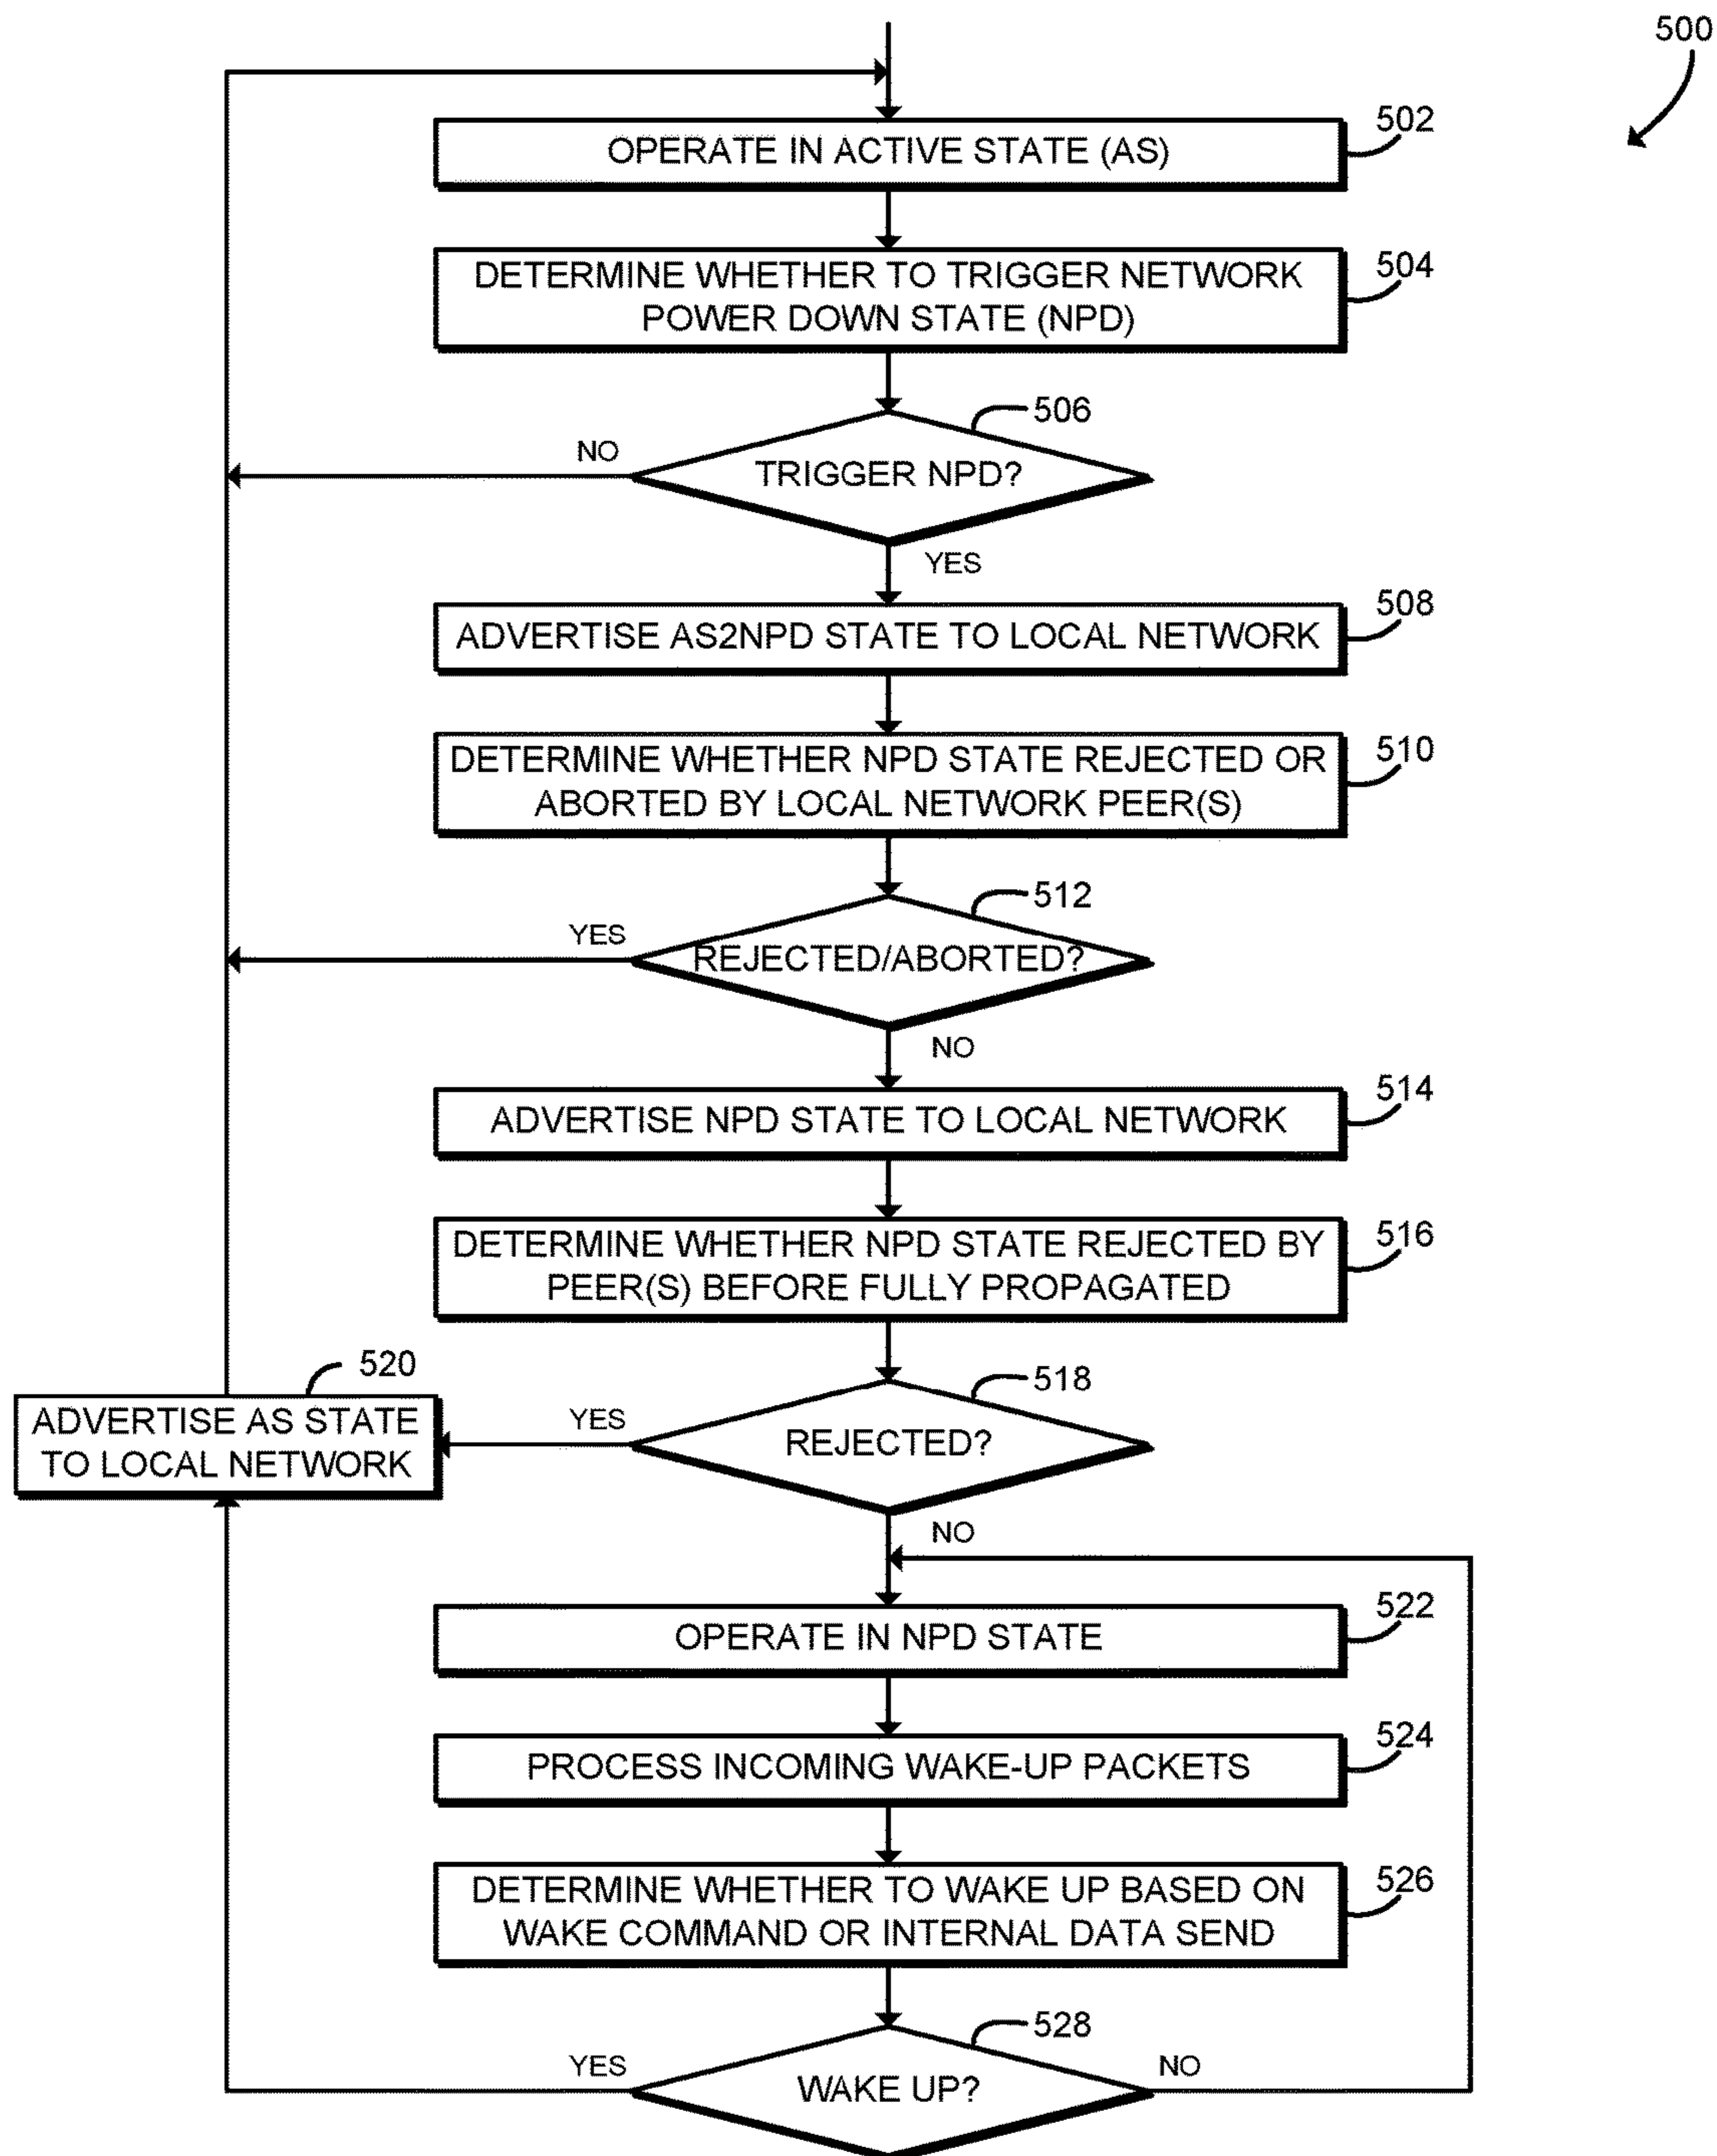 500
502
OPERATE IN ACTIVE STATE (AS)
504
DETERMINE WHETHER TO TRIGGER NETWORK
POWER DOWN STATE (NPD)
506
NO
TRIGGER NPD?
YES
508
ADVERTISE AS2NPD STATE TO LOCAL NETWORK
510
DETERMINE WHETHER NPD STATE REJECTED OR
ABORTED BY LOCAL NETWORK PEER(S)
512
YES
REJECTED/ABORTED?
NO
514
ADVERTISE NPD STATE TO LOCAL NETWORK
516
DETERMINE WHETHER NPD STATE REJECTED BY
PEER(S) BEFORE FULLY PROPAGATED
520
518
ADVERTISE AS STATE
TO LOCAL NETWORK
YES
REJECTED?
NO
522
OPERATE IN NPD STATE
524
PROCESS INCOMING WAKE-UP PACKETS
526
DETERMINE WHETHER TO WAKE UP BASED ON
WAKE COMMAND OR INTERNAL DATA SEND
528
YES
WAKE UP?
NO